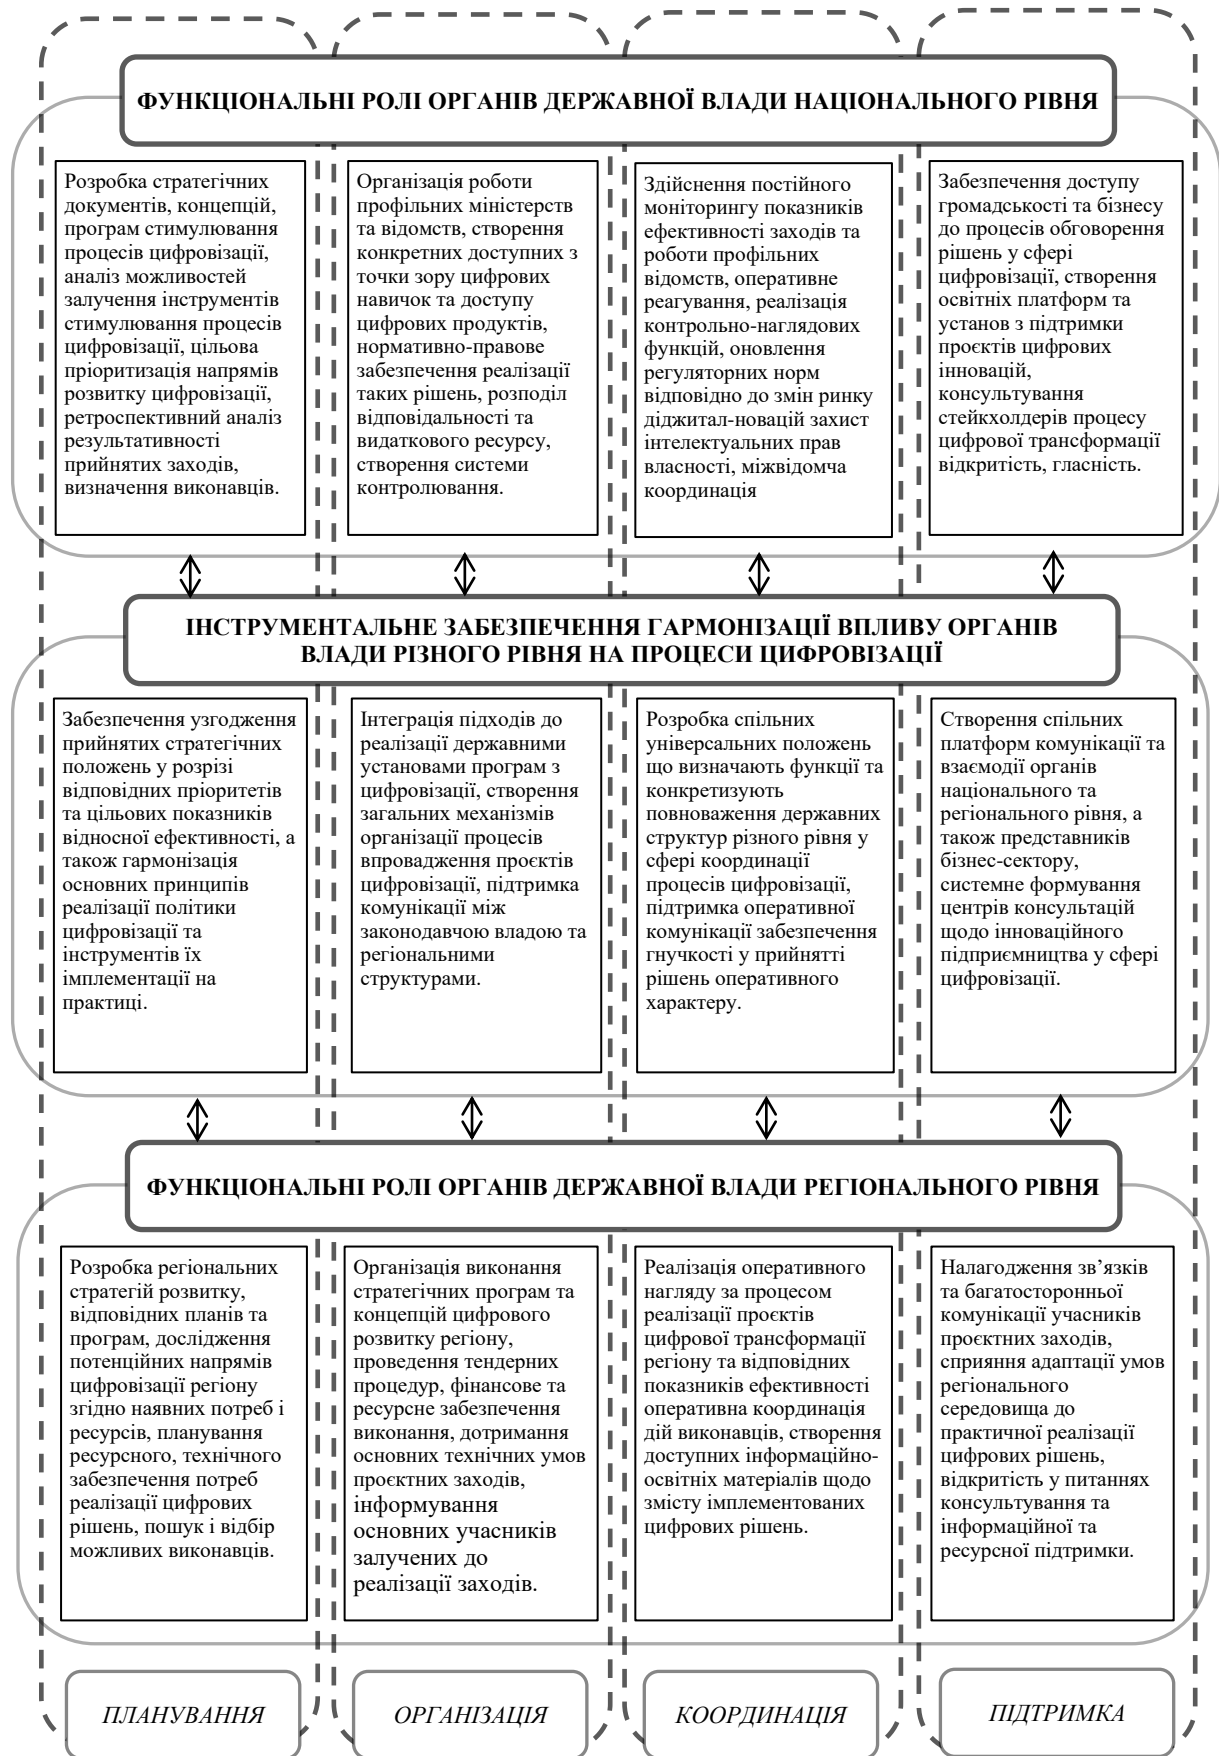 ФУНКЦІОНАЛЬНІ РОЛІ ОРГАНІВ ДЕРЖАВНОЇ ВЛАДИ НАЦІОНАЛЬНОГО РІВНЯ
Розробка стратегічних
документів, концепцій,
програм стимулювання
процесів цифровізації,
аналіз можливостей
залучення інструментів
стимулювання процесів
цифровізації, цільова
пріоритизація напрямів
розвитку цифровізації,
ретроспективний аналіз
результативності
прийнятих заходів,
визначення виконавців.
Організація роботи
профільних міністерств
та відомств, створення
конкретних доступних з
точки зору цифрових
навичок та доступу
цифрових продуктів,
нормативно-правове
забезпечення реалізації
таких рішень, розподіл
відповідальності та
видаткового ресурсу,
створення системи
контролювання.
Здійснення постійного
моніторингу показників
ефективності заходів та
роботи профільних
відомств, оперативне
реагування, реалізація
контрольно-наглядових
функцій, оновлення
регуляторних норм
відповідно до змін ринку
діджитал-новацій захист
інтелектуальних прав
власності, міжвідомча
координація
Забезпечення доступу
громадськості та бізнесу
до процесів обговорення
рішень у сфері
цифровізації, створення
освітніх платформ та
установ з підтримки
проєктів цифрових
інновацій,
консультування
стейкхолдерів процесу
цифрової трансформації
відкритість, гласність.
ІНСТРУМЕНТАЛЬНЕ ЗАБЕЗПЕЧЕННЯ ГАРМОНІЗАЦІЇ ВПЛИВУ ОРГАНІВ
ВЛАДИ РІЗНОГО РІВНЯ НА ПРОЦЕСИ ЦИФРОВІЗАЦІЇ
Забезпечення узгодження
прийнятих стратегічних
положень у розрізі
відповідних пріоритетів
та цільових показників
відносної ефективності, а
також гармонізація
основних принципів
реалізації політики
цифровізації та
інструментів їх
імплементації на
практиці.
Інтеграція підходів до
реалізації державними
установами програм з
цифровізації, створення
загальних механізмів
організації процесів
впровадження проєктів
цифровізації, підтримка
комунікації між
законодавчою владою та
регіональними
структурами.
Розробка спільних
універсальних положень
що визначають функції та
конкретизують
повноваження державних
структур різного рівня у
сфері координації
процесів цифровізації,
підтримка оперативної
комунікації забезпечення
гнучкості у прийнятті
рішень оперативного
характеру.
Створення спільних
платформ комунікації та
взаємодії органів
національного та
регіонального рівня, а
також представників
бізнес-сектору,
системне формування
центрів консультацій
щодо інноваційного
підприємництва у сфері
цифровізації.
ФУНКЦІОНАЛЬНІ РОЛІ ОРГАНІВ ДЕРЖАВНОЇ ВЛАДИ РЕГІОНАЛЬНОГО РІВНЯ
Розробка регіональних
стратегій розвитку,
відповідних планів та
програм, дослідження
потенційних напрямів
цифровізації регіону
згідно наявних потреб і
ресурсів, планування
ресурсного, технічного
забезпечення потреб
реалізації цифрових
рішень, пошук і відбір
можливих виконавців.
Організація виконання
стратегічних програм та
концепцій цифрового
розвитку регіону,
проведення тендерних
процедур, фінансове та
ресурсне забезпечення
виконання, дотримання
основних технічних умов
проєктних заходів,
інформування
основних учасників
залучених до
реалізації заходів.
Реалізація оперативного
нагляду за процесом
реалізації проєктів
цифрової трансформації
регіону та відповідних
показників ефективності
оперативна координація
дій виконавців, створення
доступних інформаційно-
освітніх матеріалів щодо
змісту імплементованих
цифрових рішень.
Налагодження зв’язків
та багатосторонньої
комунікації учасників
проєктних заходів,
сприяння адаптації умов
регіонального
середовища до
практичної реалізації
цифрових рішень,
відкритість у питаннях
консультування та
інформаційної та
ресурсної підтримки.
ПЛАНУВАННЯ
ОРГАНІЗАЦІЯ
КООРДИНАЦІЯ
ПІДТРИМКА